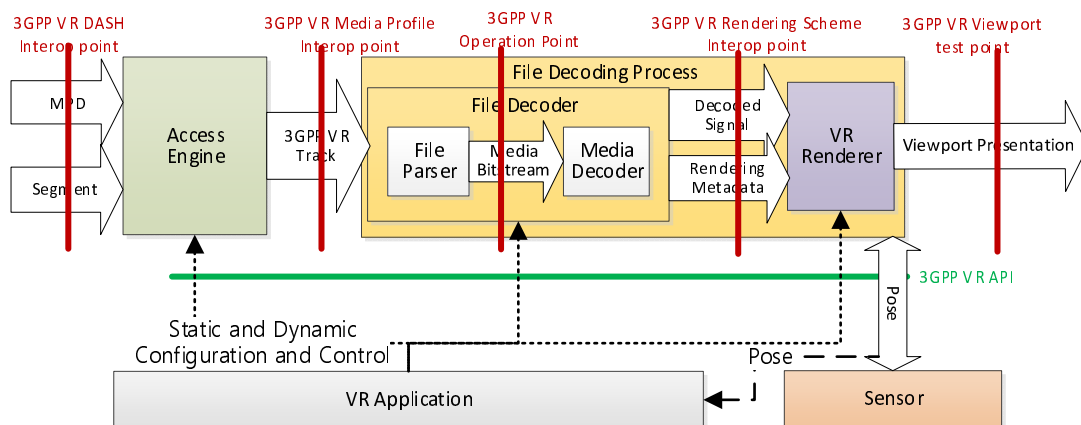 3GPP VR DASH
Interop point
3GPP VR Media Profile
Interop point
3GPP VR
Operation Point
3GPP VR Rendering Scheme
Interop point
3GPP VR Viewport
test point
File Decoding Process
MPD
Segment
Access
Engine
3GPP VR
Track
File Decoder
File
Parser
Media
Bitstream
Media
Decoder
Decoded
Signal
Rendering
Metadata
VR
Renderer
Viewport Presentation
3GPP VR API
Pose
Static and Dynamic
Configuration and Control
Pose
VR Application
Sensor